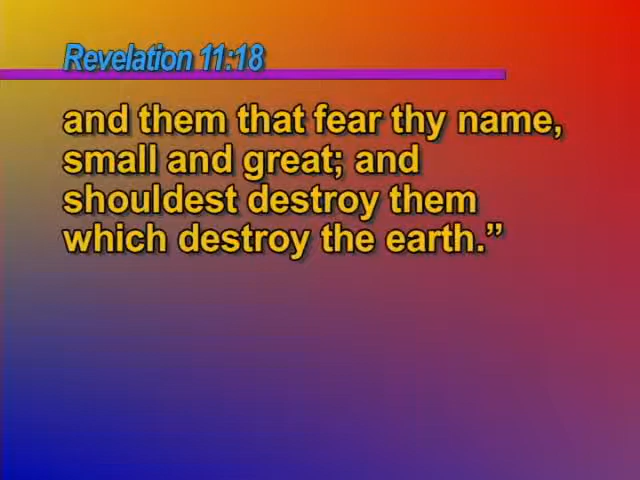 Revelation 11:18
and them that fear thy name,
small and great; and
shouldest destroy them
which destroy the earth.”